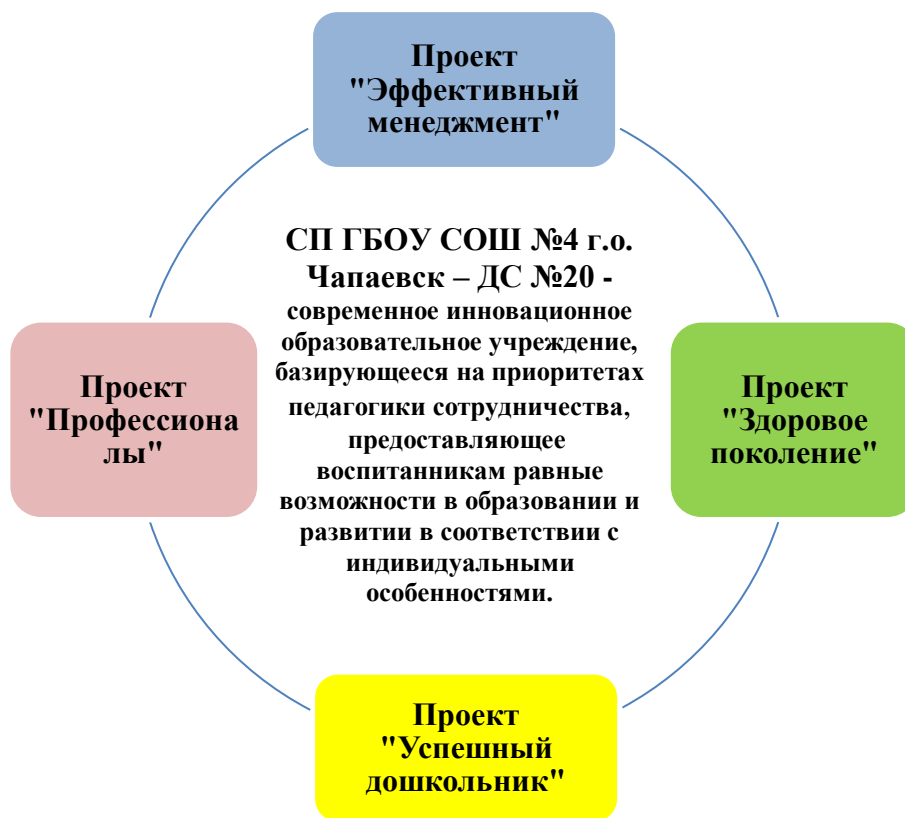 Проект
"Эффективный
менеджмент"
СП ГБОУ СОШ №4 г.о.
Чапаевск – ДС №20 -
современное инновационное
образовательное учреждение,
базирующееся на приоритетах
педагогики сотрудничества,
предоставляющее
воспитанникам равные
возможности в образовании и
развитии в соответствии с
индивидуальными
особенностями.
Проект
"Профессиона
лы"
Проект
"Здоровое
поколение"
Проект
"Успешный
дошкольник"